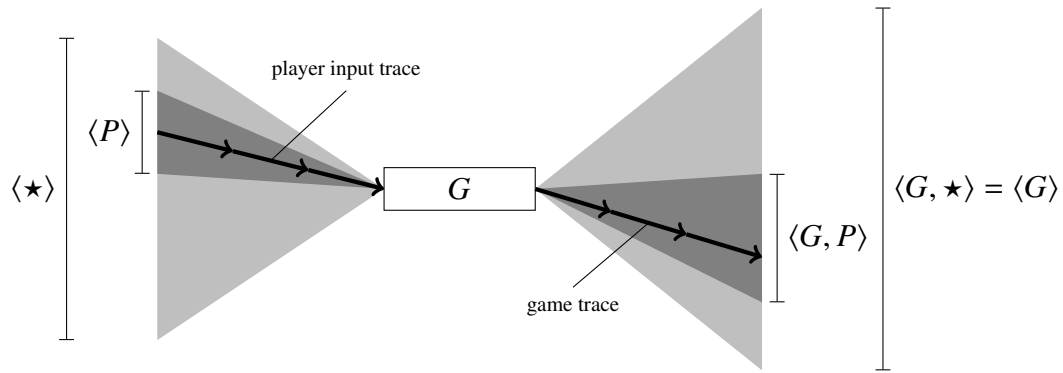 player input trace
⟨P⟩
⟨★⟩
G
⟨G, ★⟩ = ⟨G⟩
⟨G, P⟩
game trace